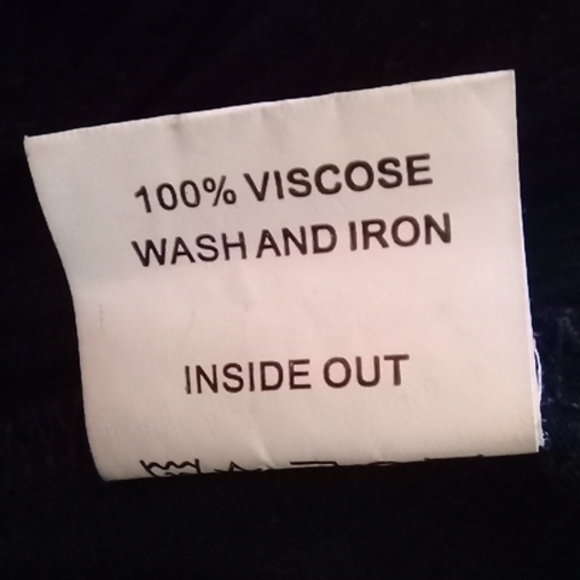 100% VISCOSE
WASH AND IRON
INSIDE OUT